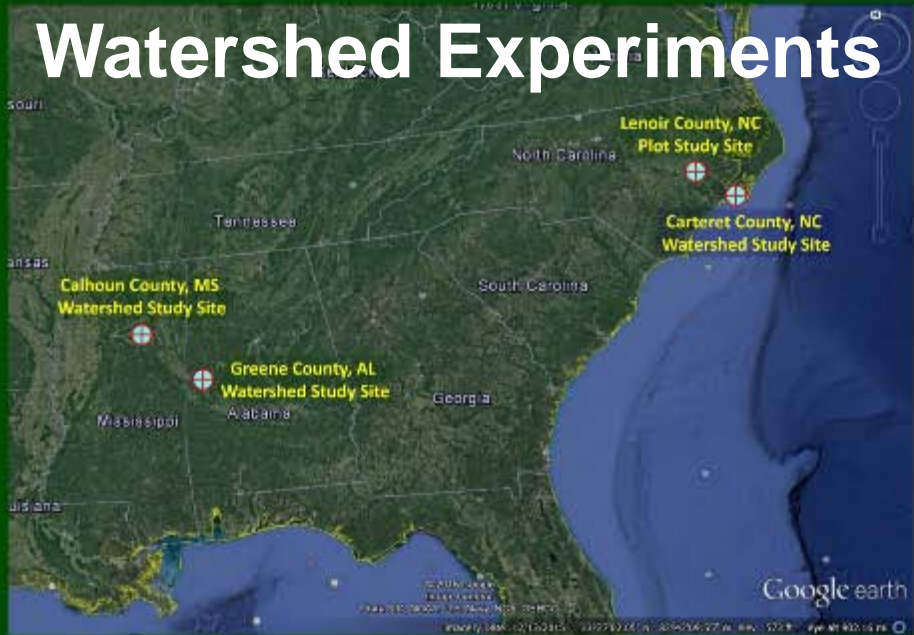 Watershed Experiments
Lenoir County, NC
Plot Study Site
North Carolina
Carteret County, NC
Watershed Study Site
Tennessee
Calhoun County, MS
Watershed Study Site
South Carolina
Greene County, AL
Watershed Study Site
Georgia
Mississippi
Alabama
uisiana
Google earth